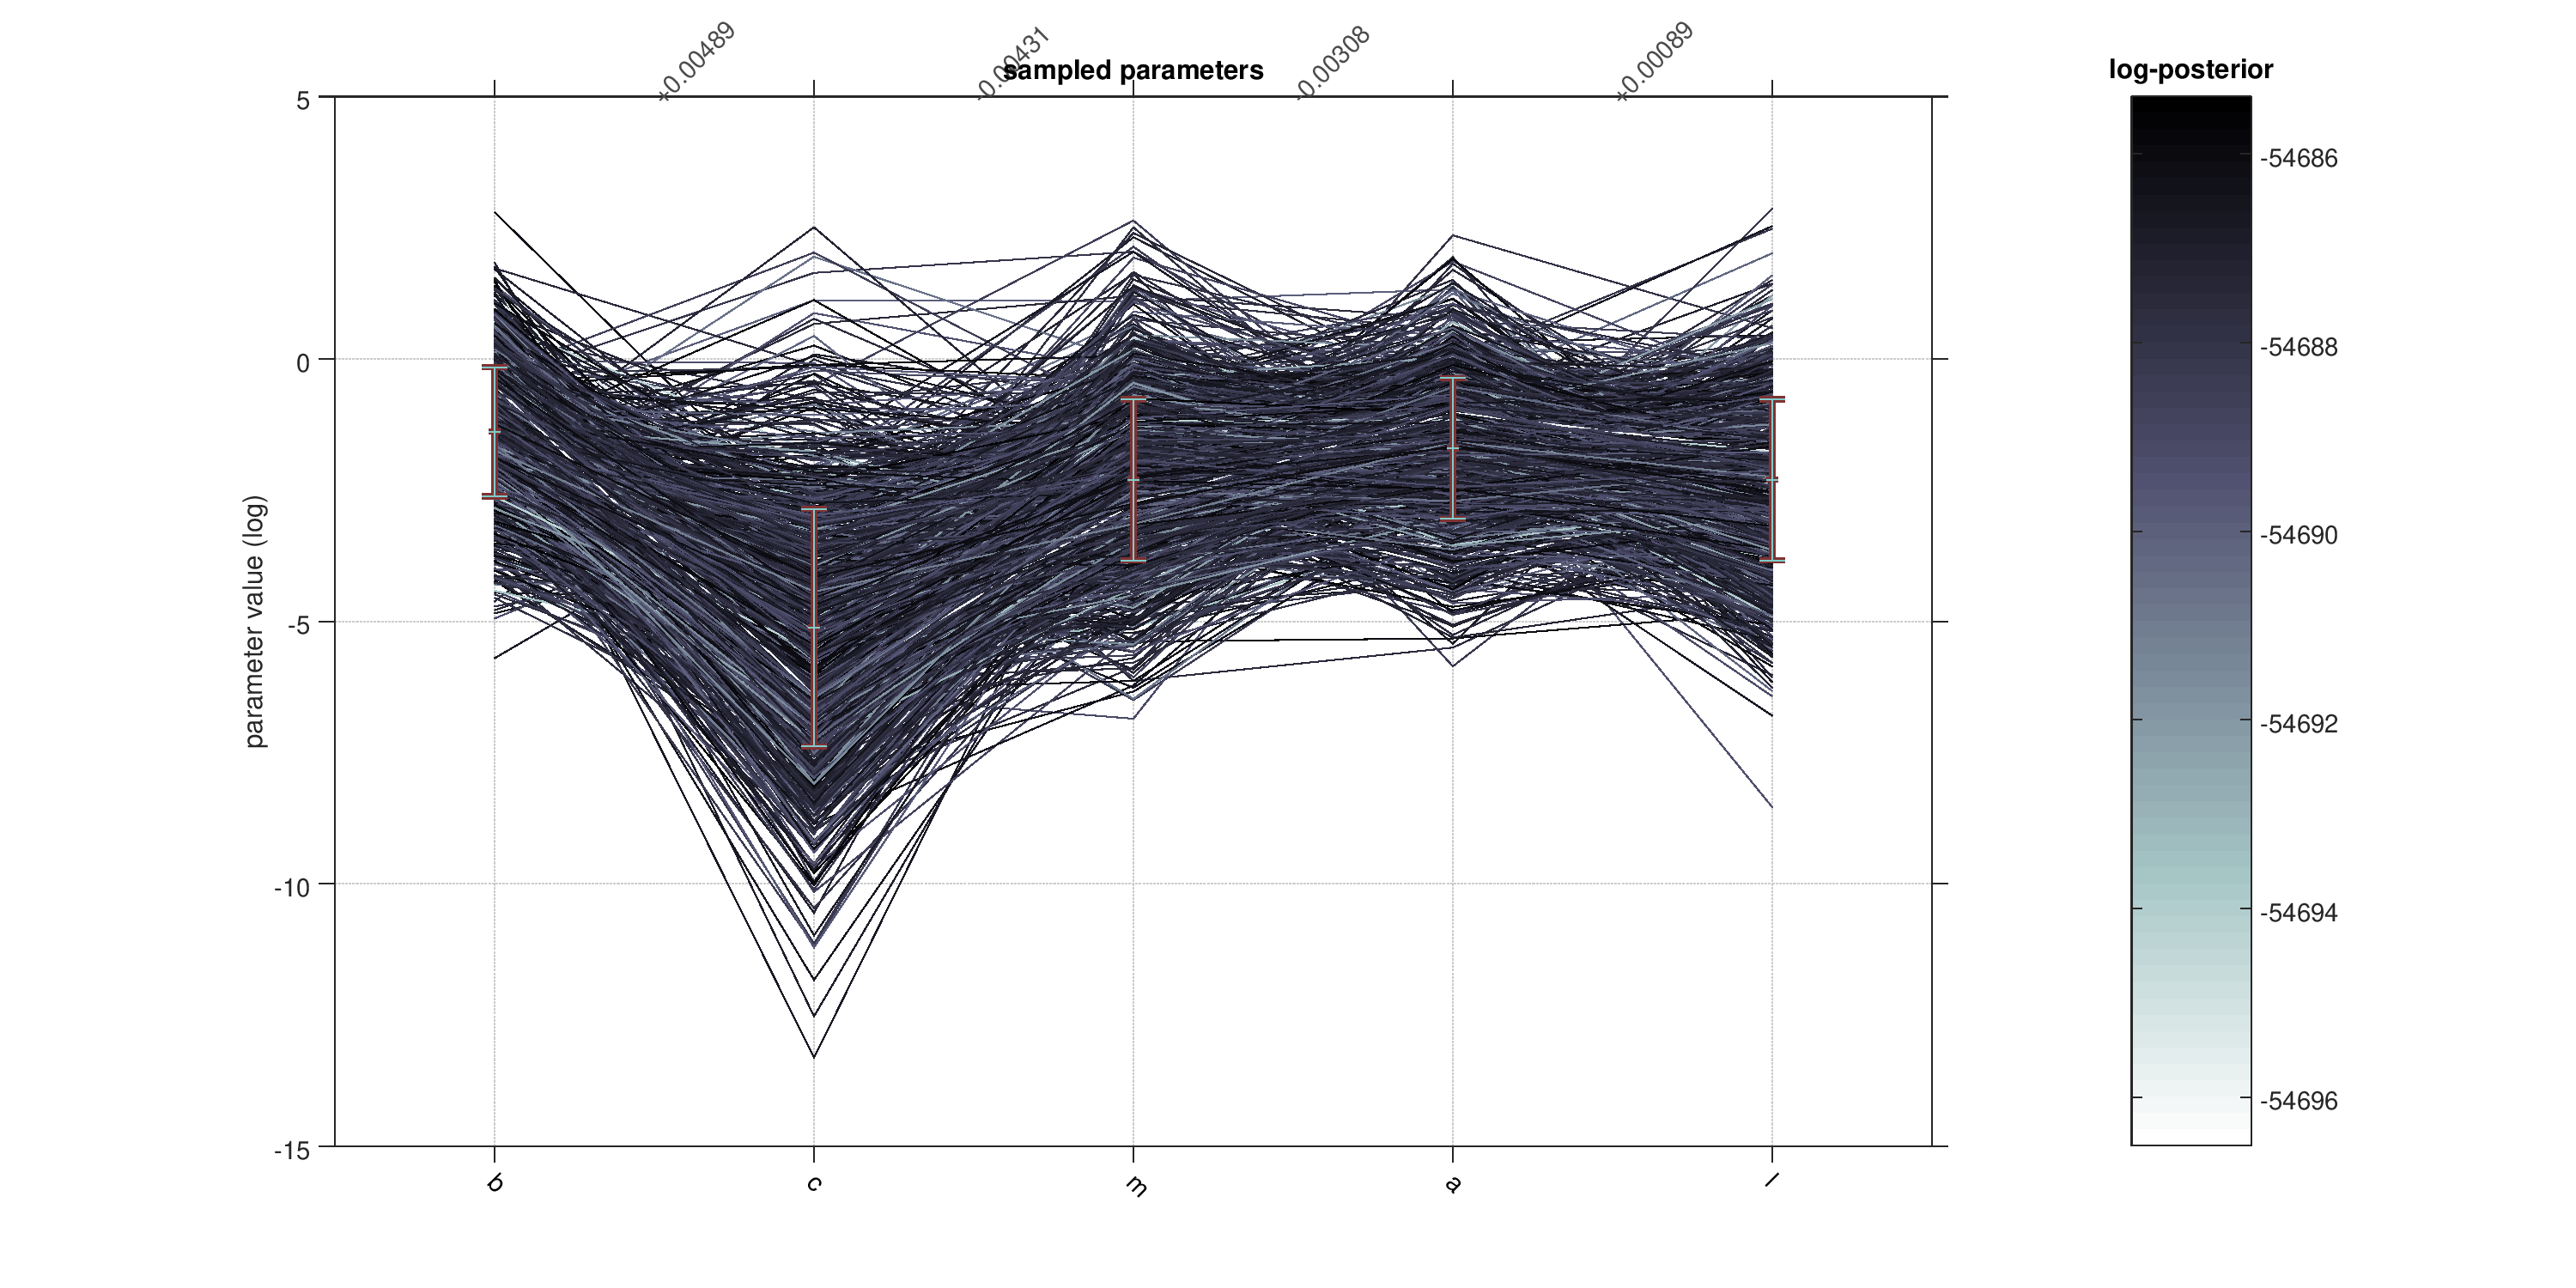 +0.00489
-0.00431
-0.00308
+0.00089
sampled parameters
log-posterior
5
0
-5
-10
-15
parameter value (log)
b
c
m
a
l
-54686
-54688
-54690
-54692
-54694
-54696